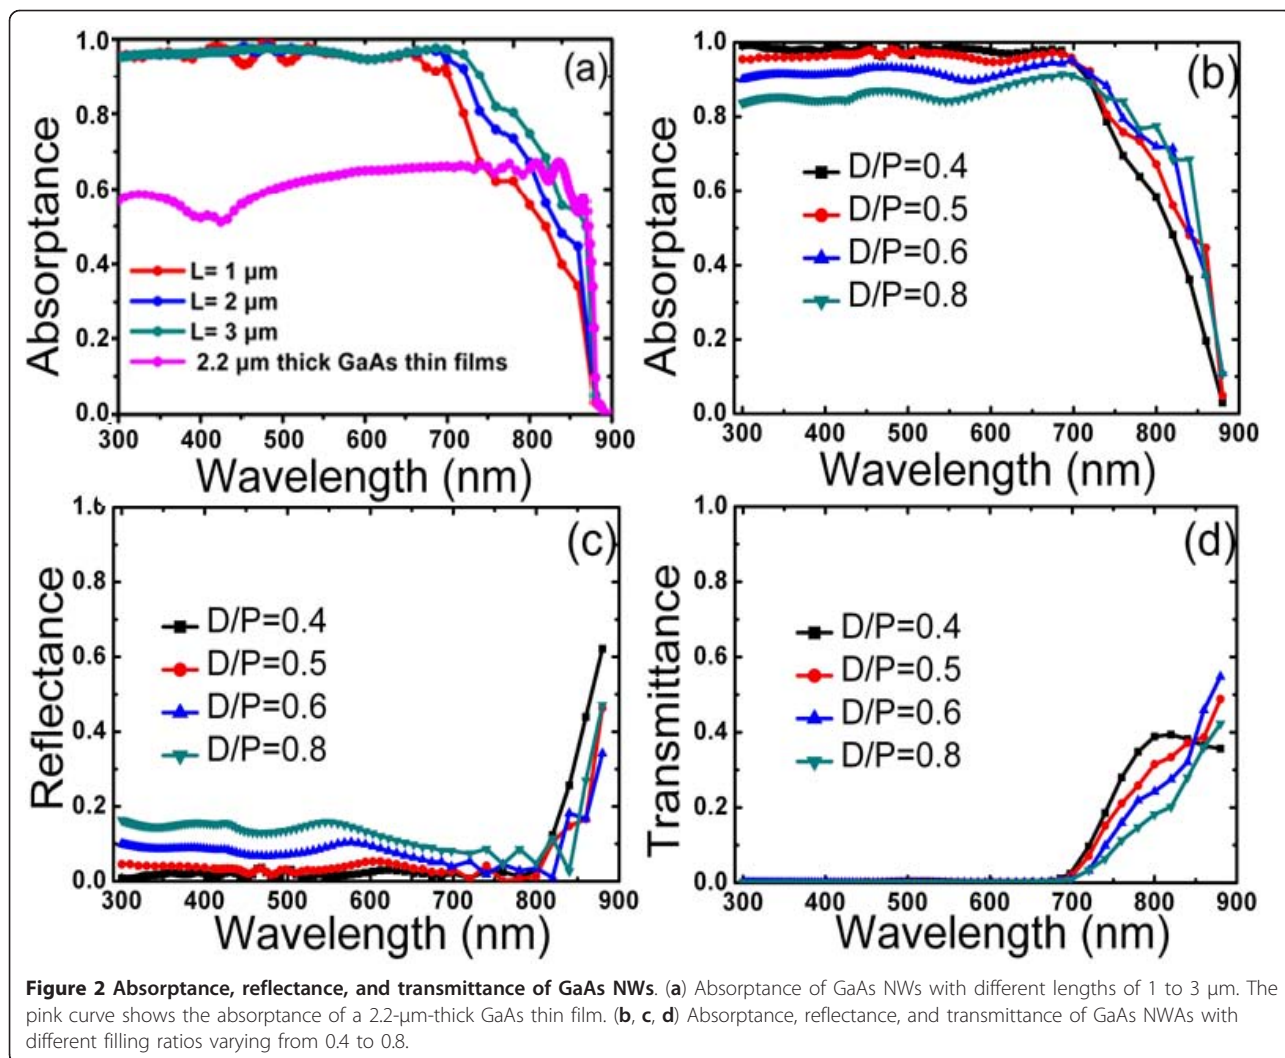 1.0
0.8
0.6
0.4
0.2
0.0
Absorptance
(a)
L= 1 µm
L= 2 µm
L= 3 µm
2.2 µm thick GaAs thin films
300 400 500 600 700 800 900
Wavelength (nm)
1.0
0.8
0.6
0.4
0.2
0.0
Absorptance
(b)
D/P=0.4
D/P=0.5
D/P=0.6
D/P=0.8
300 400 500 600 700 800 900
Wavelength (nm)
0.8
0.6
0.4
0.2
0.0
Reflectance
(c)
D/P=0.4
D/P=0.5
D/P=0.6
D/P=0.8
300 400 500 600 700 800 900
Wavelength (nm)
1.0
0.8
0.6
0.4
0.2
0.0
Transmittance
(d)
D/P=0.4
D/P=0.5
D/P=0.6
D/P=0.8
300 400 500 600 700 800 900
Wavelength (nm)
Figure 2 Absorptance, reflectance, and transmittance of GaAs NWs. (a) Absorptance of GaAs NWs with different lengths of 1 to 3 µm. The
pink curve shows the absorptance of a 2.2-µm-thick GaAs thin film. (b, c, d) Absorptance, reflectance, and transmittance of GaAs NWAs with
different filling ratios varying from 0.4 to 0.8.